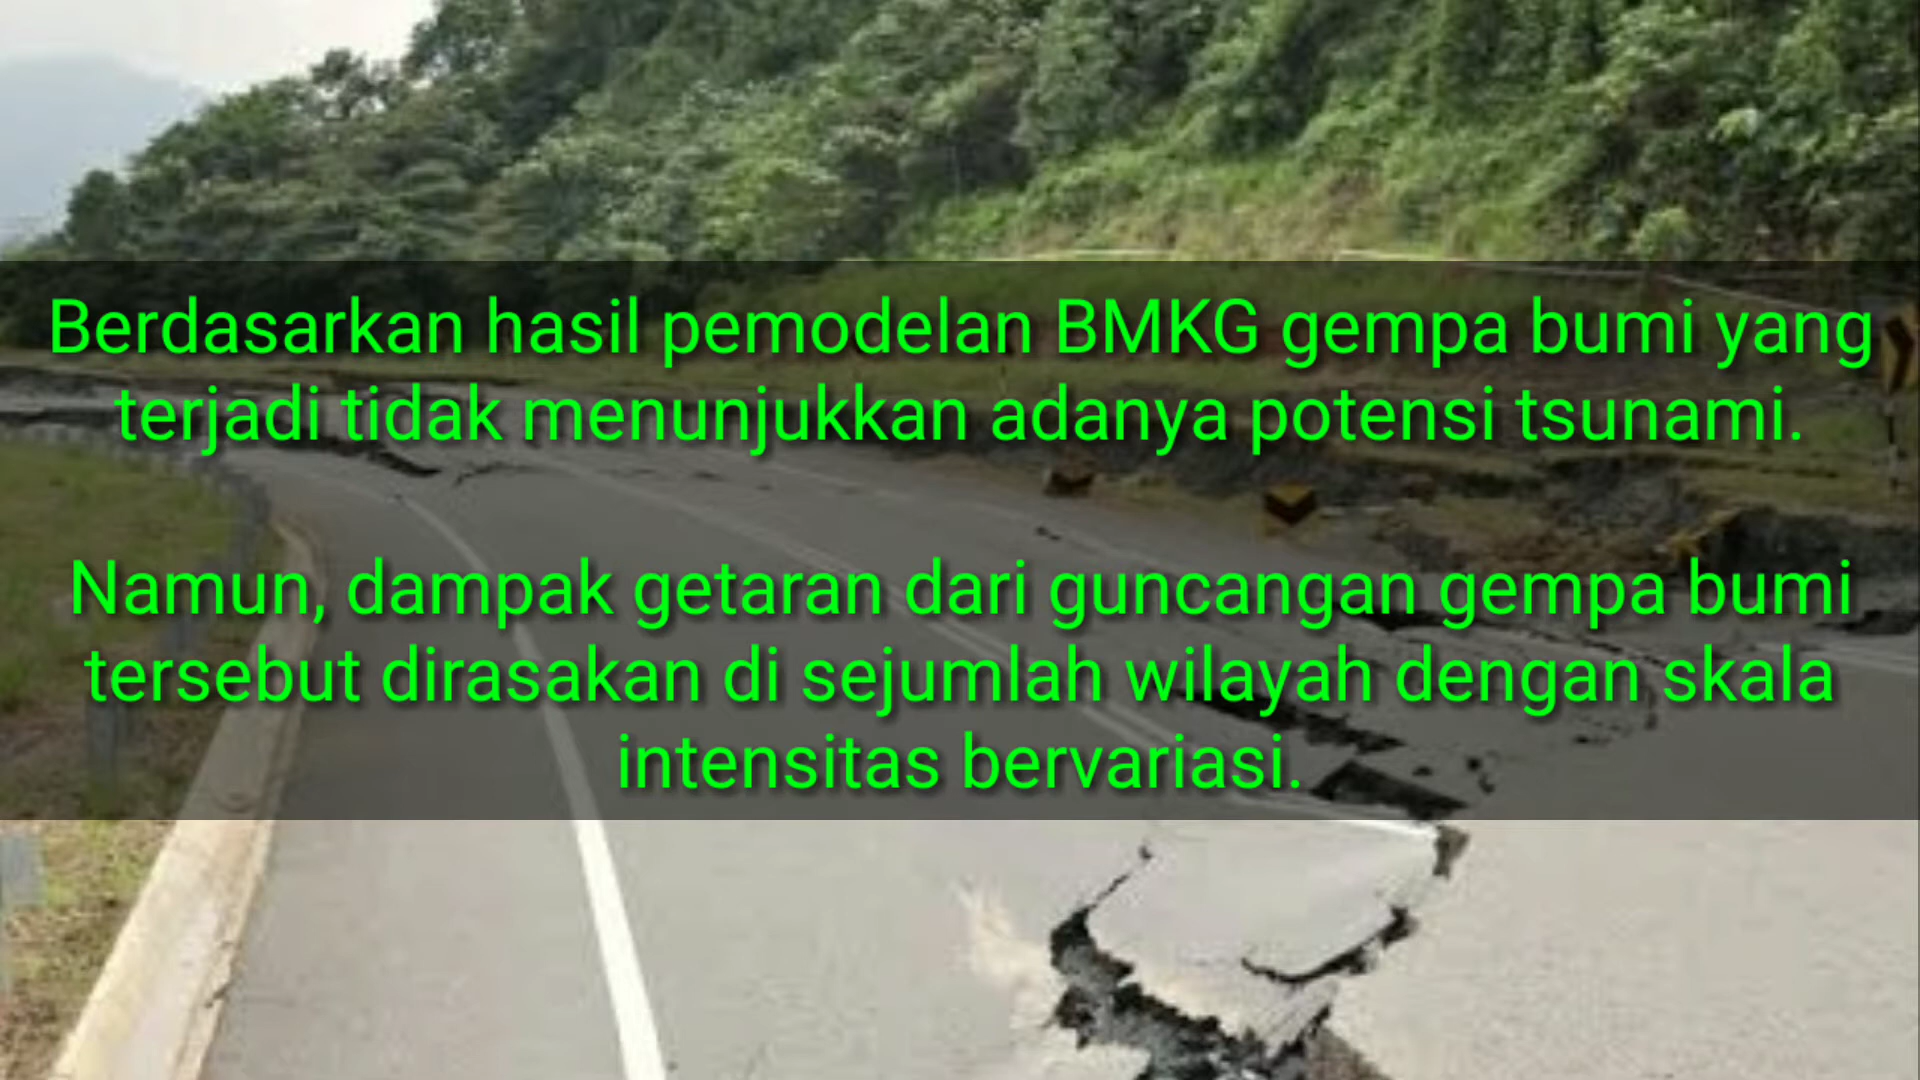 Berdasarkan hasil pemodelan BMKG gempa bumi yang
terjadi tidak menunjukkan adanya potensi tsunami.
Namun, dampak getaran dari guncangan gempa bumi
tersebut dirasakan di sejumlah wilayah dengan skala
intensitas bervariasi.